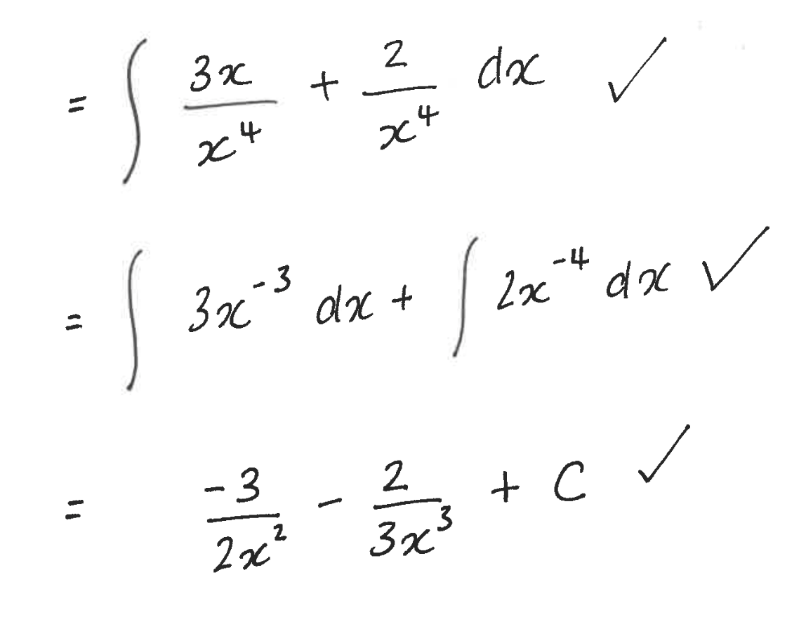 = ∫ 3x/x⁴ + 2/x⁴ dx ✓
= ∫ 3x⁻³ dx + ∫ 2x⁻⁴ dx ✓
= -3/2x² - 2/3x³ + C ✓